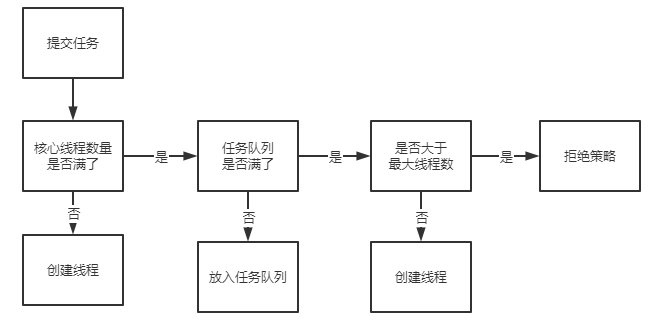 提交任务
核心线程数量
是否满了
是
任务队列
是否满了
是
是否大于
最大线程数
是
拒绝策略
否
否
否
创建线程
放入任务队列
创建线程